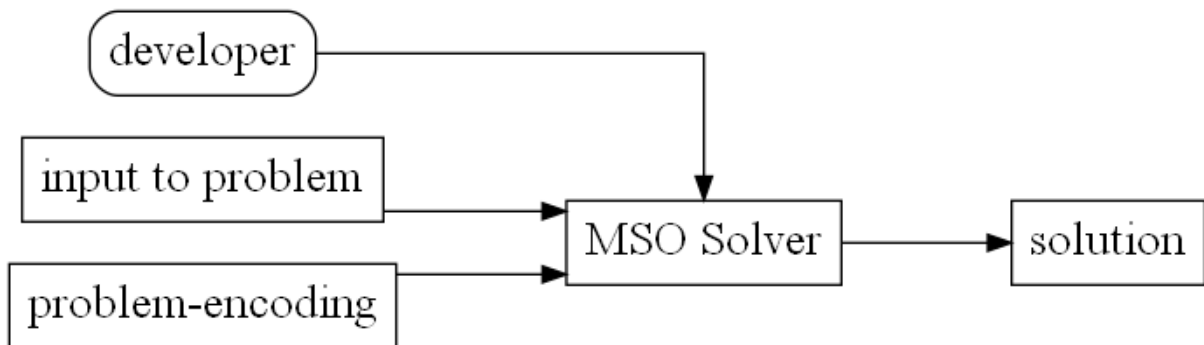 developer
input to problem
MSO Solver
solution
problem-encoding